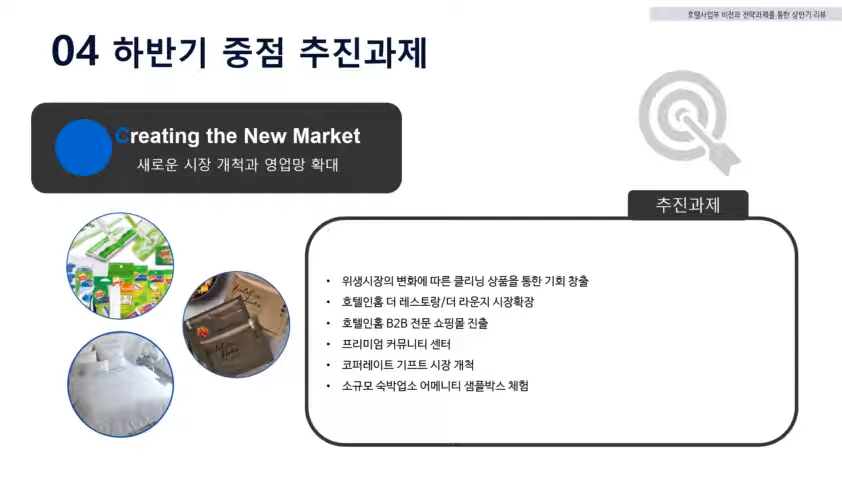 호텔사업부 비전과 전략과제를 통한 상반기 리뷰
04 하반기 중점 추진과제
Creating the New Market
새로운 시장 개척과 영업망 확대
추진과제
• 위생시장의 변화에 따른 클리닝 상품을 통한 기회 창출
• 호텔인홈 더 레스토랑/더 라운지 시장확장
• 호텔인홈 B2B 전문 쇼핑몰 진출
• 프리미엄 커뮤니티 센터
• 코퍼레이트 기프트 시장 개척
• 소규모 숙박업소 어메니티 샘플박스 체험